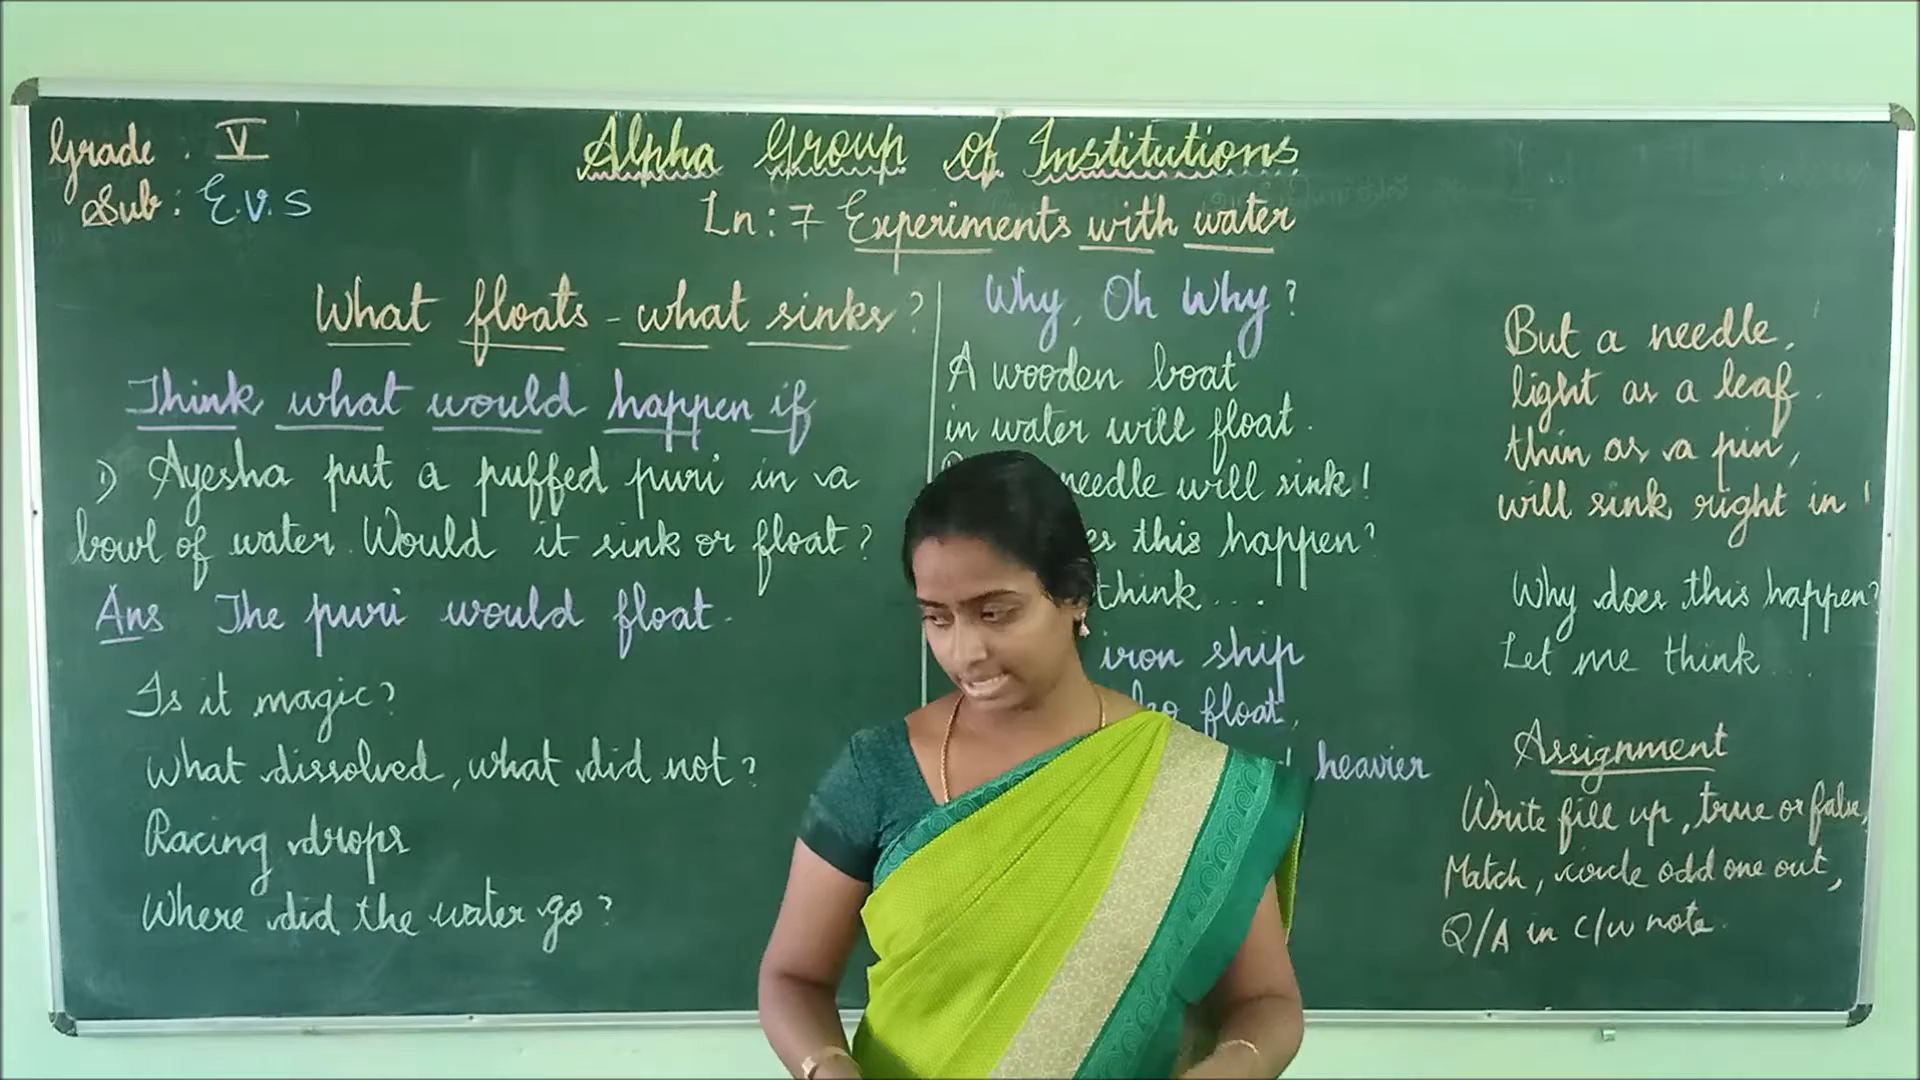 Grade : V
Sub : E.V.S
Alpha Group of Institutions
Ln : 7 Experiments with water
What floats - what sinks?
Think what would happen if
1) Ayesha put a puffed puri in a
bowl of water. Would it sink or float?
Ans The puri would float.
Is it magic?
What dissolved, what did not?
Racing drops
Where did the water go?
Why, Oh Why?
A wooden boat
in water will float.
needle will sink!
this happen?
think...
iron ship
float,
heavier
But a needle,
light as a leaf.
thin as a pin,
will sink right in!
Why does this happen?
Let me think...
Assignment
Write fill up, true or false,
Match, circle odd one out,
Q/A in c/w note.